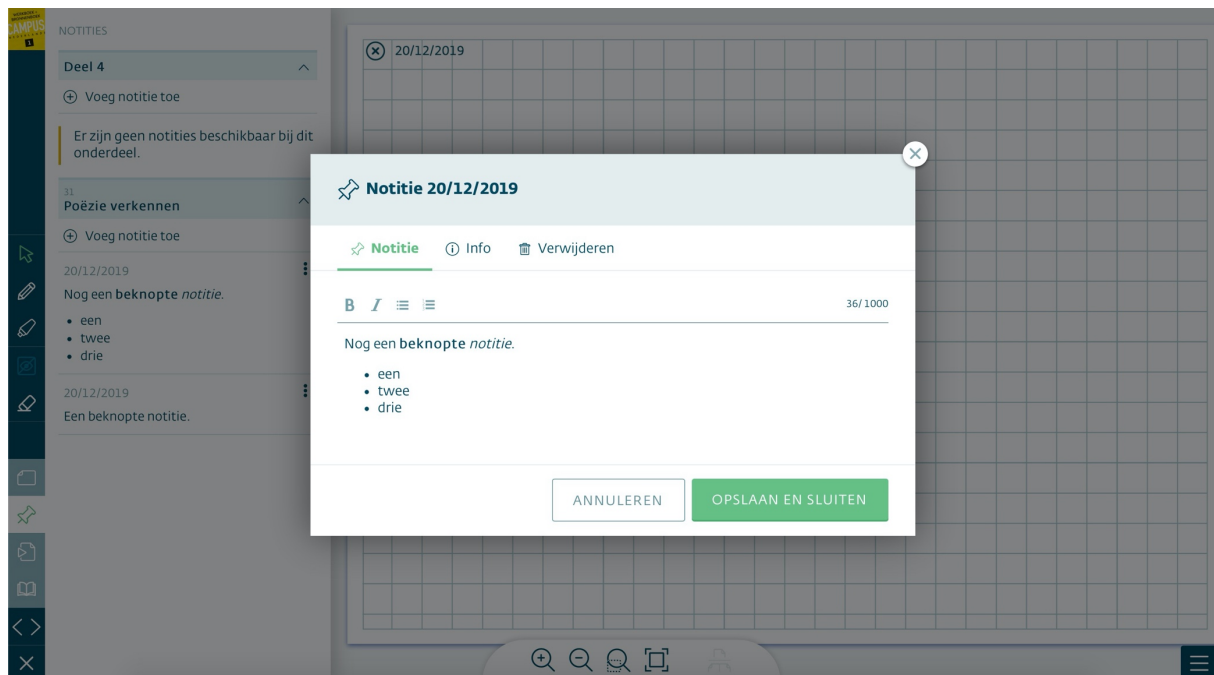 CAMPUS
1
NOTITIES
Deel 4
Voeg notitie toe
Er zijn geen notities beschikbaar bij dit
onderdeel.
31
Poëzie verkennen
Voeg notitie toe
20/12/2019
Nog een beknopte notitie.
• een
• twee
• drie
20/12/2019
Een beknopte notitie.
20/12/2019
Notitie 20/12/2019
Notitie
Info
Verwijderen
B I
36/1000
Nog een beknopte notitie.
• een
• twee
• drie
ANNULEREN
OPSLAAN EN SLUITEN